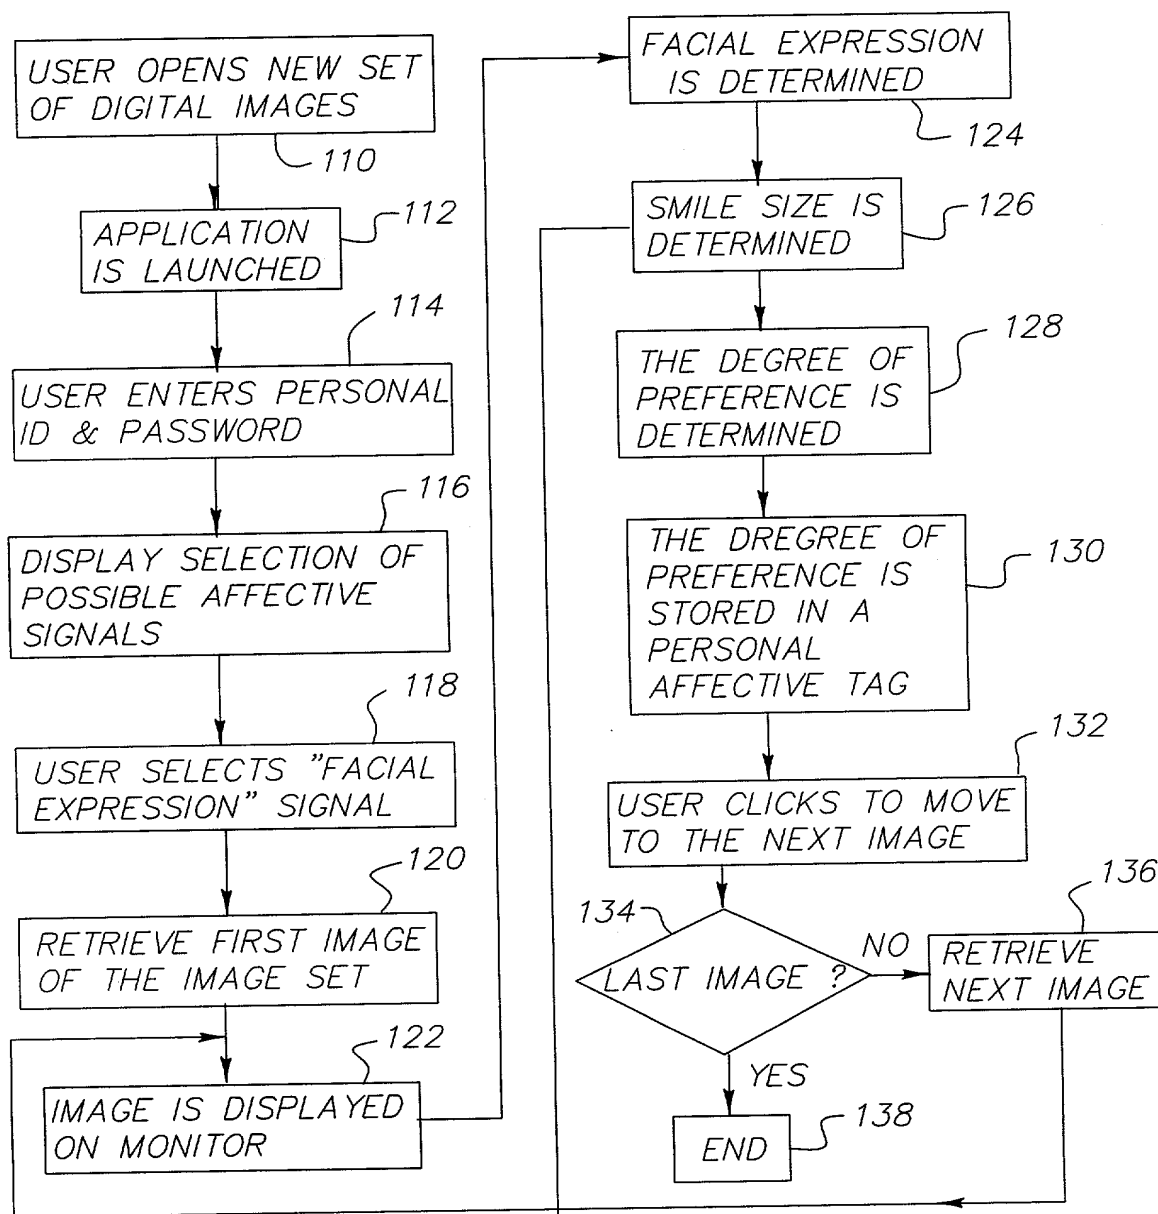 USER OPENS NEW SET
OF DIGITAL IMAGES
110
APPLICATION
IS LAUNCHED
112
114
USER ENTERS PERSONAL
ID & PASSWORD
116
DISPLAY SELECTION OF
POSSIBLE AFFECTIVE
SIGNALS
118
USER SELECTS "FACIAL
EXPRESSION" SIGNAL
120
RETRIEVE FIRST IMAGE
OF THE IMAGE SET
122
IMAGE IS DISPLAYED
ON MONITOR
FACIAL EXPRESSION
IS DETERMINED
124
SMILE SIZE IS
DETERMINED
126
128
THE DEGREE OF
PREFERENCE IS
DETERMINED
THE DREGREE OF
PREFERENCE IS
STORED IN A
PERSONAL
AFFECTIVE TAG
130
132
USER CLICKS TO MOVE
TO THE NEXT IMAGE
134
LAST IMAGE ?
NO
136
RETRIEVE
NEXT IMAGE
YES
END
138